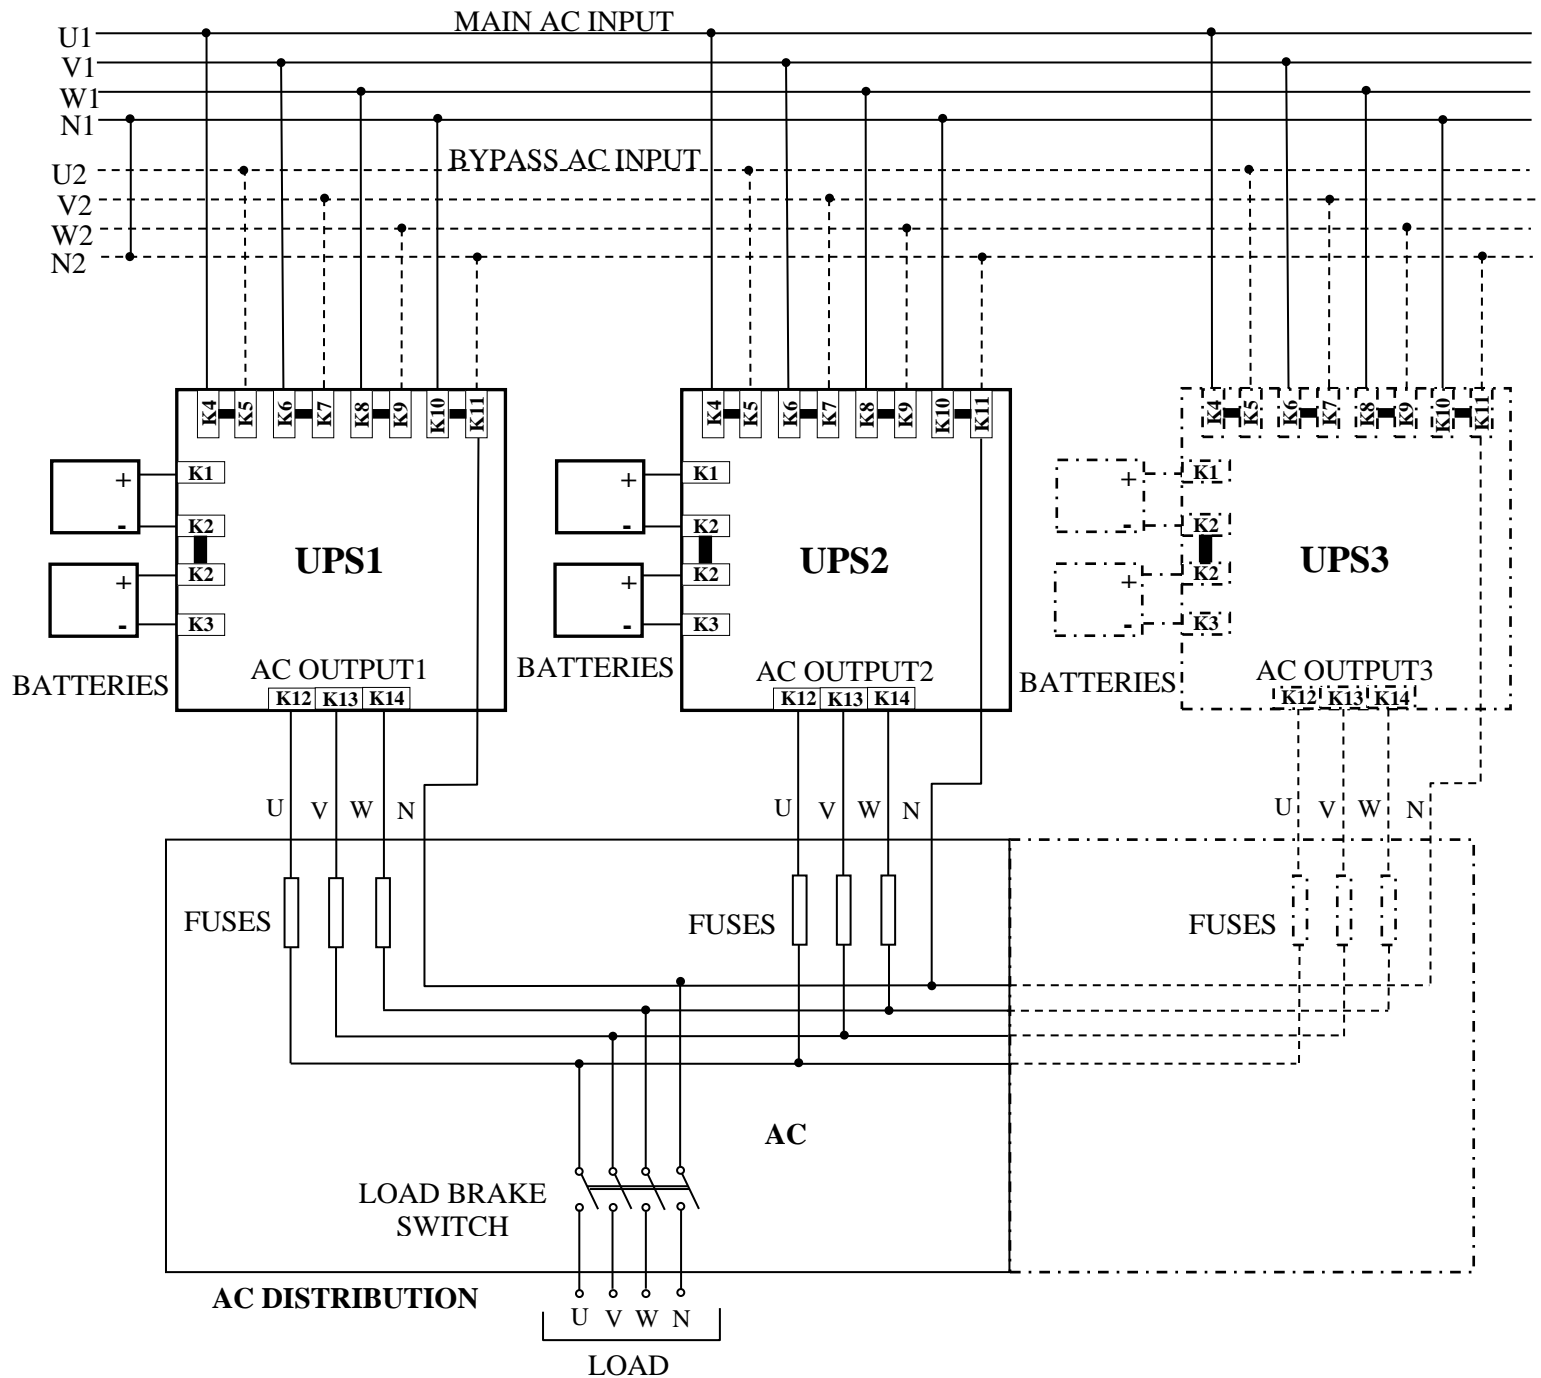 MAIN AC INPUT
U1
V1
W1
N1
BYPASS AC INPUT
U2
V2
W2
N2
K4 K5 K6 K7 K8 K9 K10 K11
K4 K5 K6 K7 K8 K9 K10 K11
K4 K5 K6 K7 K8 K9 K10 K11
+ K1
- K2
UPS1
+ K2
- K3
BATTERIES
AC OUTPUT1
K12 K13 K14
+ K1
- K2
UPS2
+ K2
- K3
BATTERIES
AC OUTPUT2
K12 K13 K14
+ K1
- K2
UPS3
+ K2
- K3
BATTERIES
AC OUTPUT3
K12 K13 K14
U V W N
U V W N
U V W N
FUSES
FUSES
FUSES
AC
LOAD BRAKE
SWITCH
AC DISTRIBUTION
U V W N
LOAD